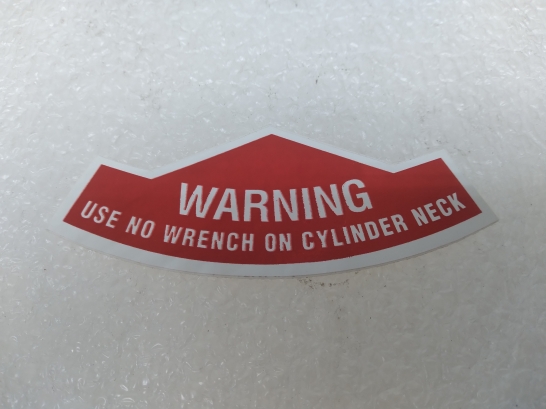 WARNING
USE NO WRENCH ON CYLINDER NECK